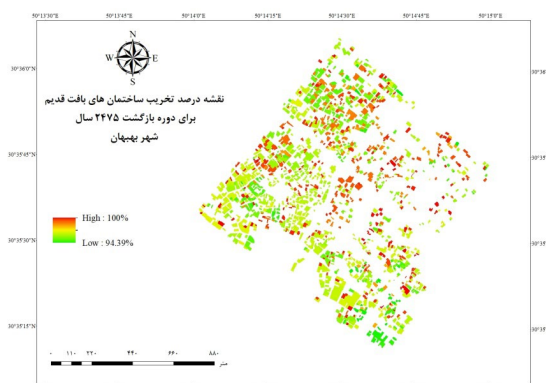 50°13'30"E 50°13'45"E 50°14'0"E 50°14'15"E 50°14'30"E 50°14'45"E 50°15'0"E
N
W E
S
30°36'0"N 30°36'
نقشه درصد تخریب ساختمان های بافت قدیم
برای دوره بازگشت ۲۴۷۵ سال
شهر بهبهان
30°35'45"N 30°35'
High : 100%
Low : 94.39%
30°35'30"N 30°35'
30°35'15"N 30°35'
۰ ۱۱۰ ۲۲۰ ۴۴۰ ۶۶۰ ۸۸۰
متر